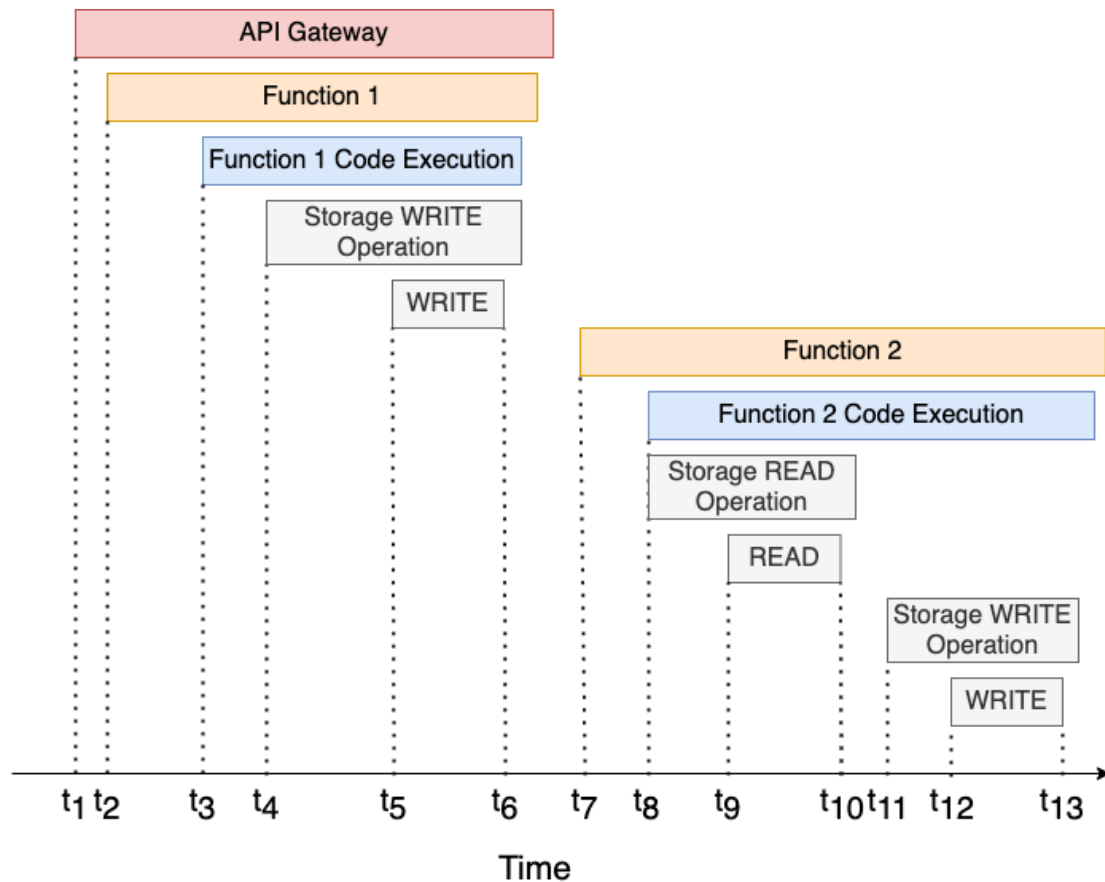 API Gateway
Function 1
Function 1 Code Execution
Storage WRITE
Operation
WRITE
Function 2
Function 2 Code Execution
Storage READ
Operation
READ
Storage WRITE
Operation
WRITE
t1 t2 t3 t4 t5 t6 t7 t8 t9 t10 t11 t12 t13
Time